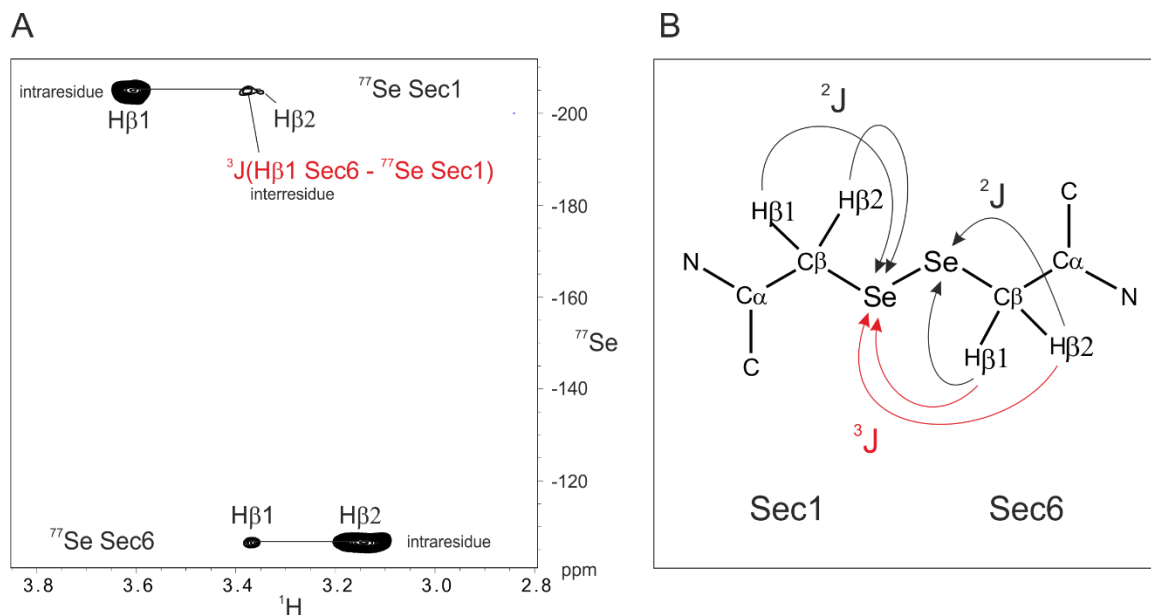 A
intraresidue
Hβ1
Hβ2
⁷⁷Se Sec1
³J(Hβ1 Sec6 - ⁷⁷Se Sec1)
interresidue
-200
-180
-160
⁷⁷Se
-140
-120
ppm
⁷⁷Se Sec6
Hβ1
Hβ2
intraresidue
3.8
3.6
3.4
3.2
3.0
2.8
¹H
B
²J
Hβ1
Hβ2
²J
C
N
Cβ
Se
Cα
Cα
Se
Cβ
N
C
Hβ1
Hβ2
³J
Sec1
Sec6